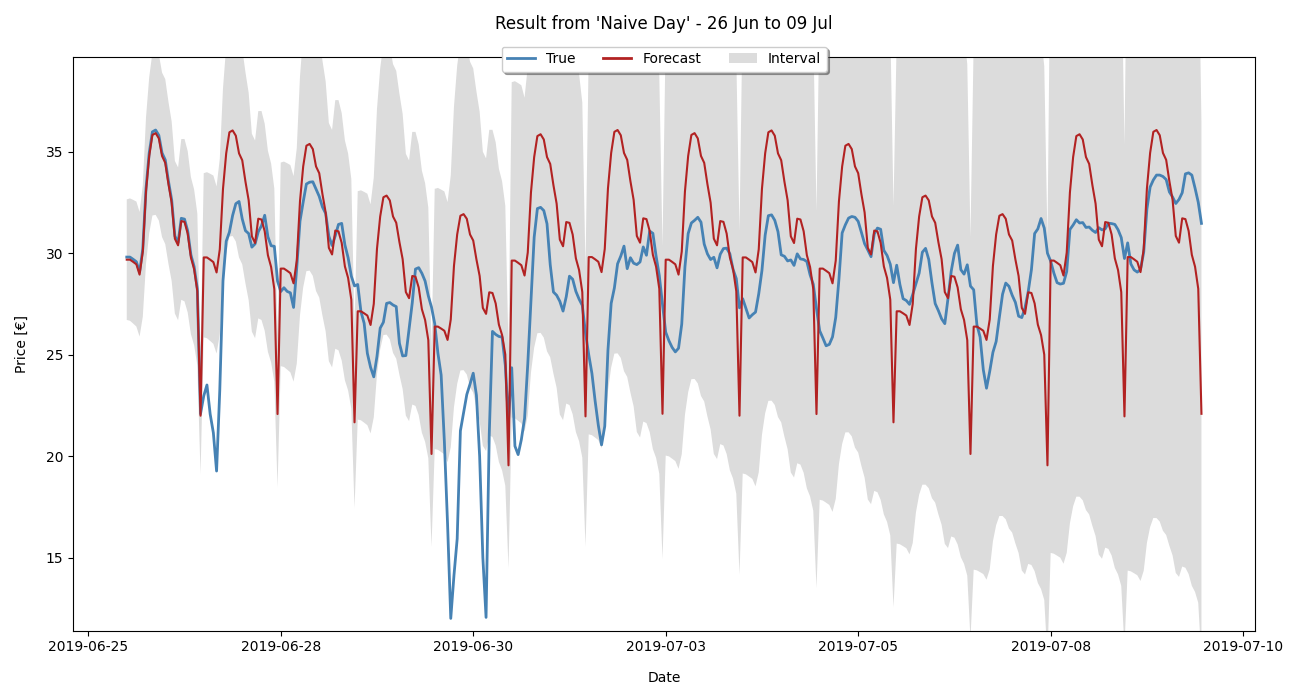 Result from 'Naive Day' - 26 Jun to 09 Jul
True Forecast Interval
Price [€]
35
30
25
20
15
2019-06-25 2019-06-28 2019-06-30 2019-07-03 2019-07-05 2019-07-08 2019-07-10
Date